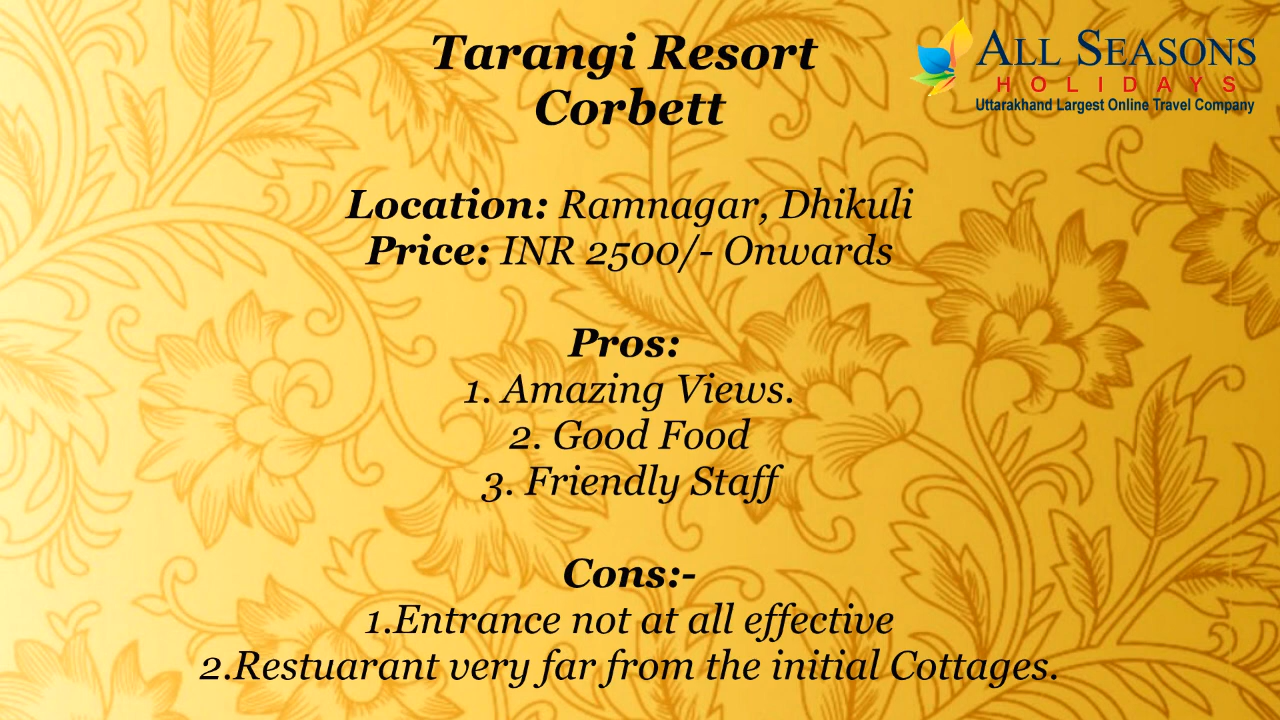 Tarangi Resort
Corbett
ALL SEASONS
HOLIDAYS
Uttarakhand Largest Online Travel Company
Location: Ramnagar, Dhikuli
Price: INR 2500/- Onwards
Pros:
1. Amazing Views.
2. Good Food
3. Friendly Staff
Cons:-
1.Entrance not at all effective
2.Restuarant very far from the initial Cottages.